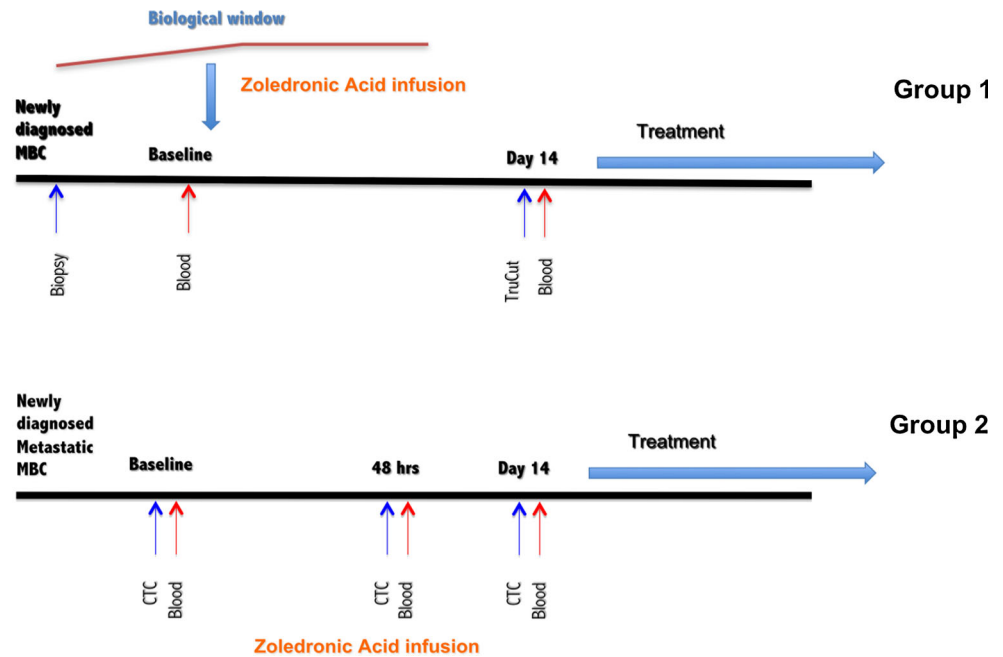 Biological window
Zoledronic Acid infusion
Group 1
Newly
diagnosed
MBC
Baseline
Day 14
Treatment
Biopsy
Blood
TruCut
Blood
Newly
diagnosed
Metastatic
MBC
Baseline
48 hrs
Day 14
Treatment
Group 2
CTC
Blood
CTC
Blood
CTC
Blood
Zoledronic Acid infusion